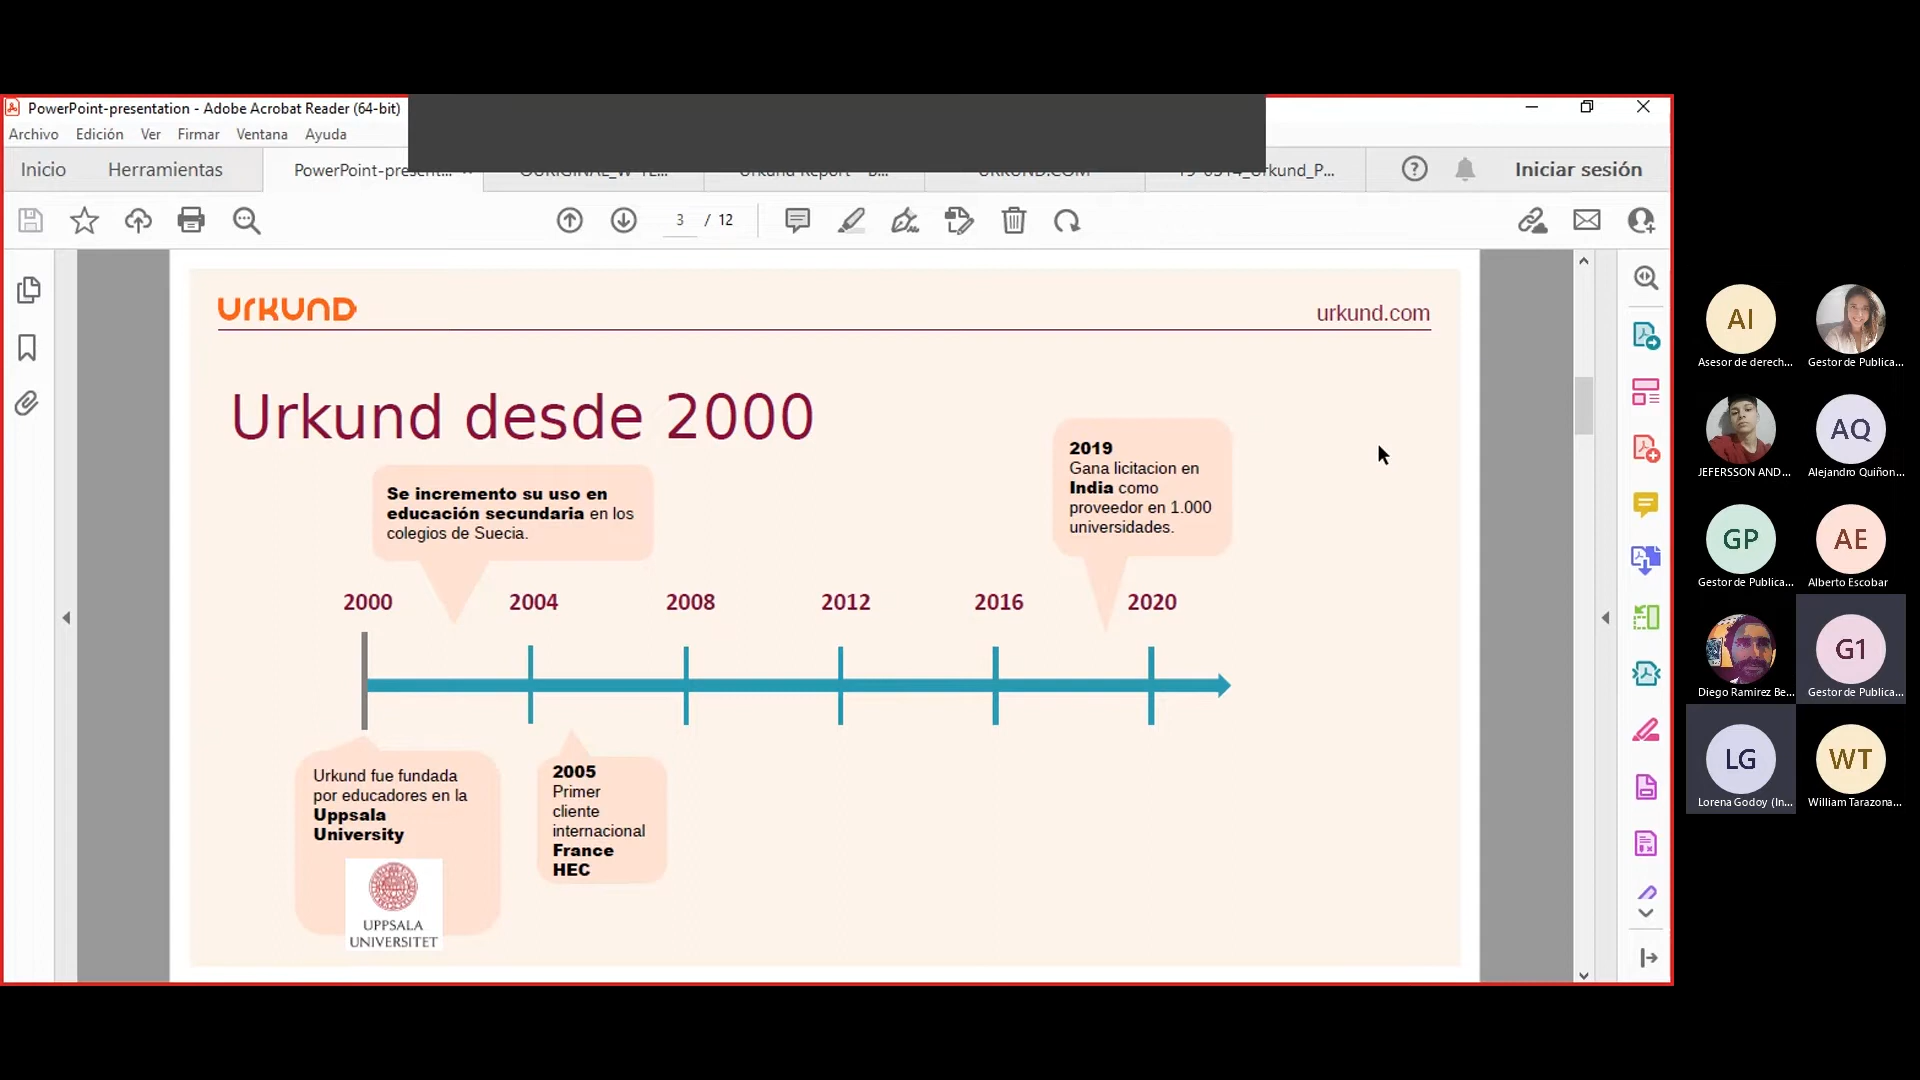 PowerPoint-presentation - Adobe Acrobat Reader (64-bit)
Archivo Edición Ver Firmar Ventana Ayuda
Inicio Herramientas PowerPoint-present... Urkund Report - B... URKUND.COM Iniciar sesión
3 / 12
URKUND
urkund.com
Urkund desde 2000
2019
Gana licitacion en
India como
proveedor en 1.000
universidades.
Se incremento su uso en
educación secundaria en los
colegios de Suecia.
2000 2004 2008 2012 2016 2020
Urkund fue fundada
por educadores en la
Uppsala
University
UPPSALA
UNIVERSITET
2005
Primer
cliente
internacional
France
HEC
AI
Asesor de derech...
Gestor de Publica...
JEFERSSON AND...
AQ
Alejandro Quiñon...
GP
Gestor de Publica...
AE
Alberto Escobar
Diego Ramirez Be...
G1
Gestor de Publica...
LG
Lorena Godoy (In...
WT
William Tarazona...